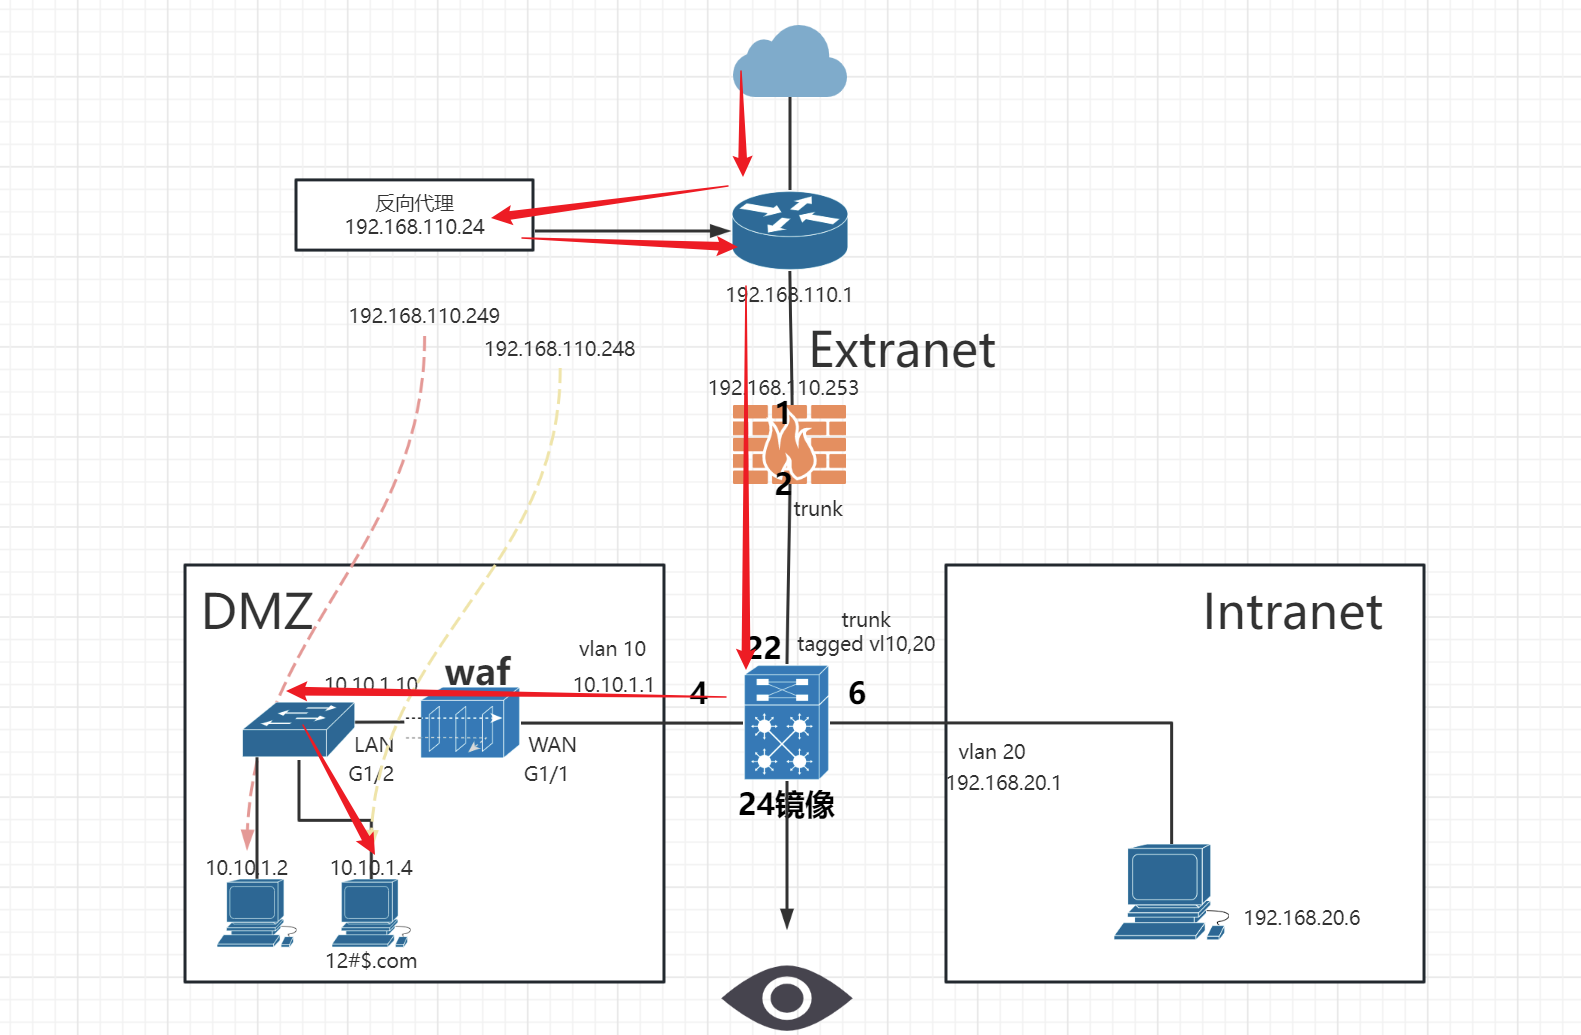 反向代理
192.168.110.24
192.168.110.1
192.168.110.249
192.168.110.248
Extranet
192.168.110.253
1
2
trunk
DMZ
Intranet
trunk
tagged vl10,20
22
vlan 10
waf
10.10.1.10
10.10.1.1
4
6
LAN
G1/2
WAN
G1/1
vlan 20
192.168.20.1
24镜像
10.10.1.2
10.10.1.4
192.168.20.6
12#$.com